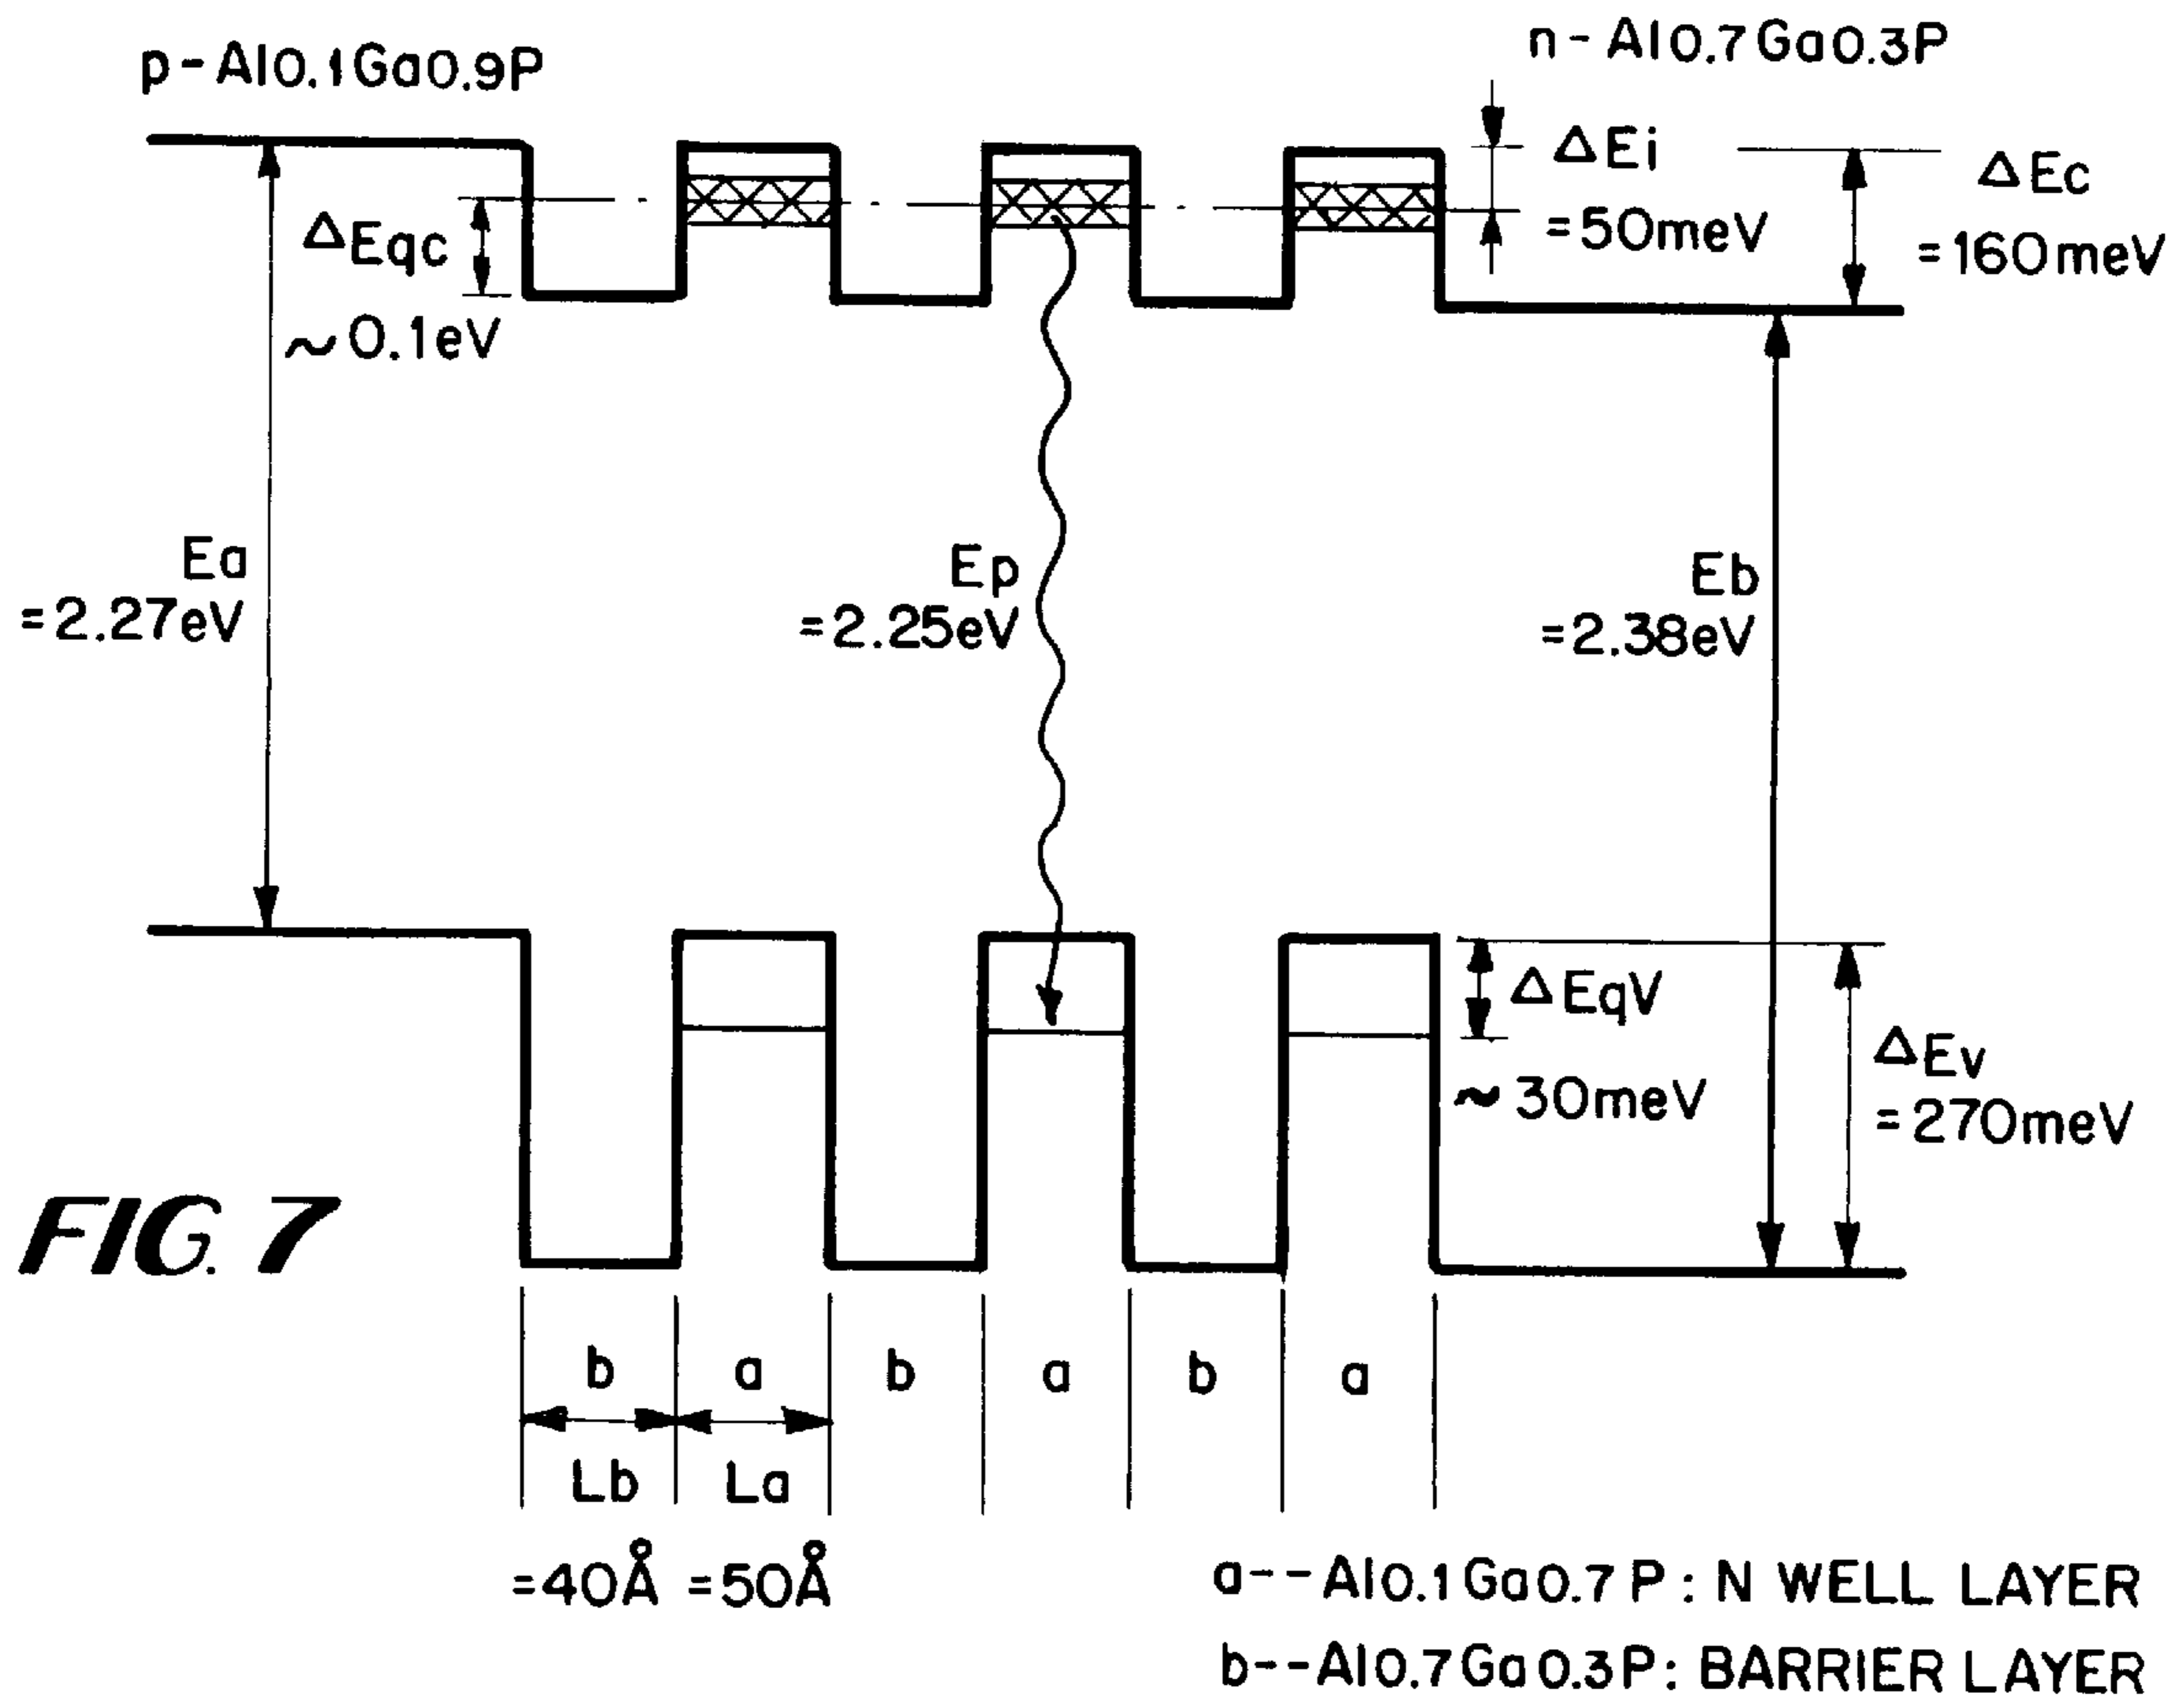 p-Al0.1Ga0.9P
n-Al0.7Ga0.3P
ΔEi
=50meV
ΔEc
=160meV
ΔEqc
~0.1eV
Ea
=2.27eV
Ep
=2.25eV
Eb
=2.38eV
ΔEqV
≈30meV
ΔEv
=270meV
FIG. 7
b a b a b a
Lb La
=40Å =50Å
a--Al0.1Ga0.7P: N WELL LAYER
b--Al0.7Ga0.3P: BARRIER LAYER